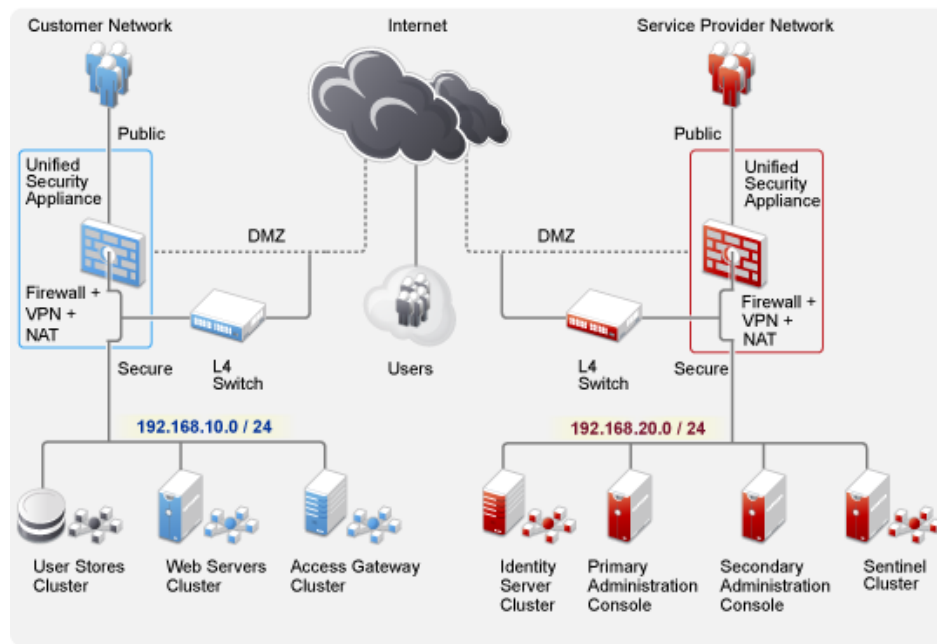 Customer Network
Internet
Service Provider Network
Public
Public
Unified
Security
Appliance
Unified
Security
Appliance
DMZ
DMZ
Firewall +
VPN +
NAT
Firewall +
VPN +
NAT
L4
Switch
Users
L4
Switch
Secure
Secure
192.168.10.0 / 24
192.168.20.0 / 24
User Stores
Cluster
Web Servers
Cluster
Access Gateway
Cluster
Identity
Server
Cluster
Primary
Administration
Console
Secondary
Administration
Console
Sentinel
Cluster